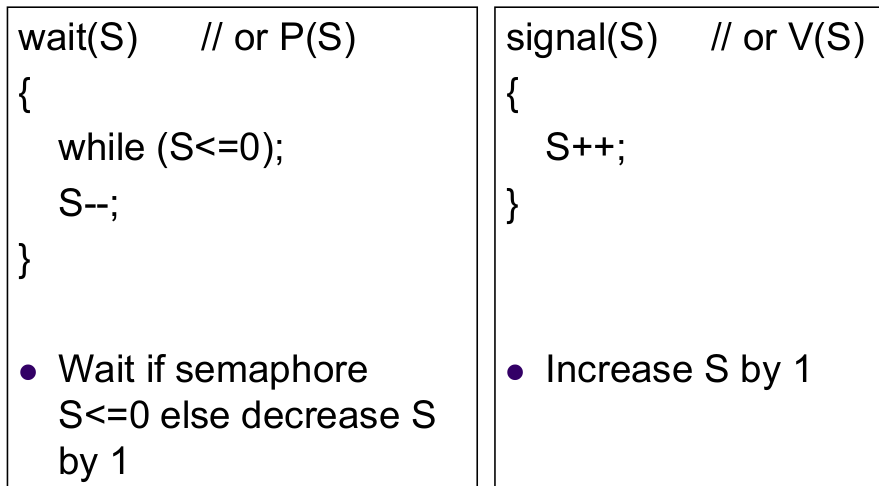 wait(S) // or P(S)
{
while (S<=0);
S--;
}
● Wait if semaphore
S<=0 else decrease S
by 1
signal(S) // or V(S)
{
S++;
}
● Increase S by 1